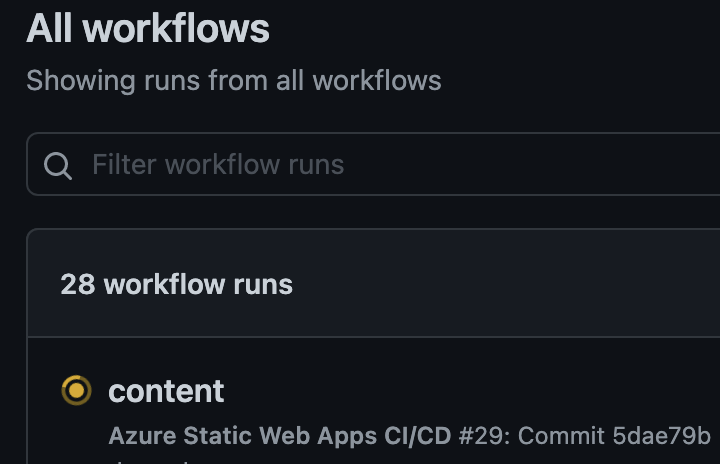 All workflows
Showing runs from all workflows
Filter workflow runs
28 workflow runs
content
Azure Static Web Apps CI/CD #29: Commit 5dae79b